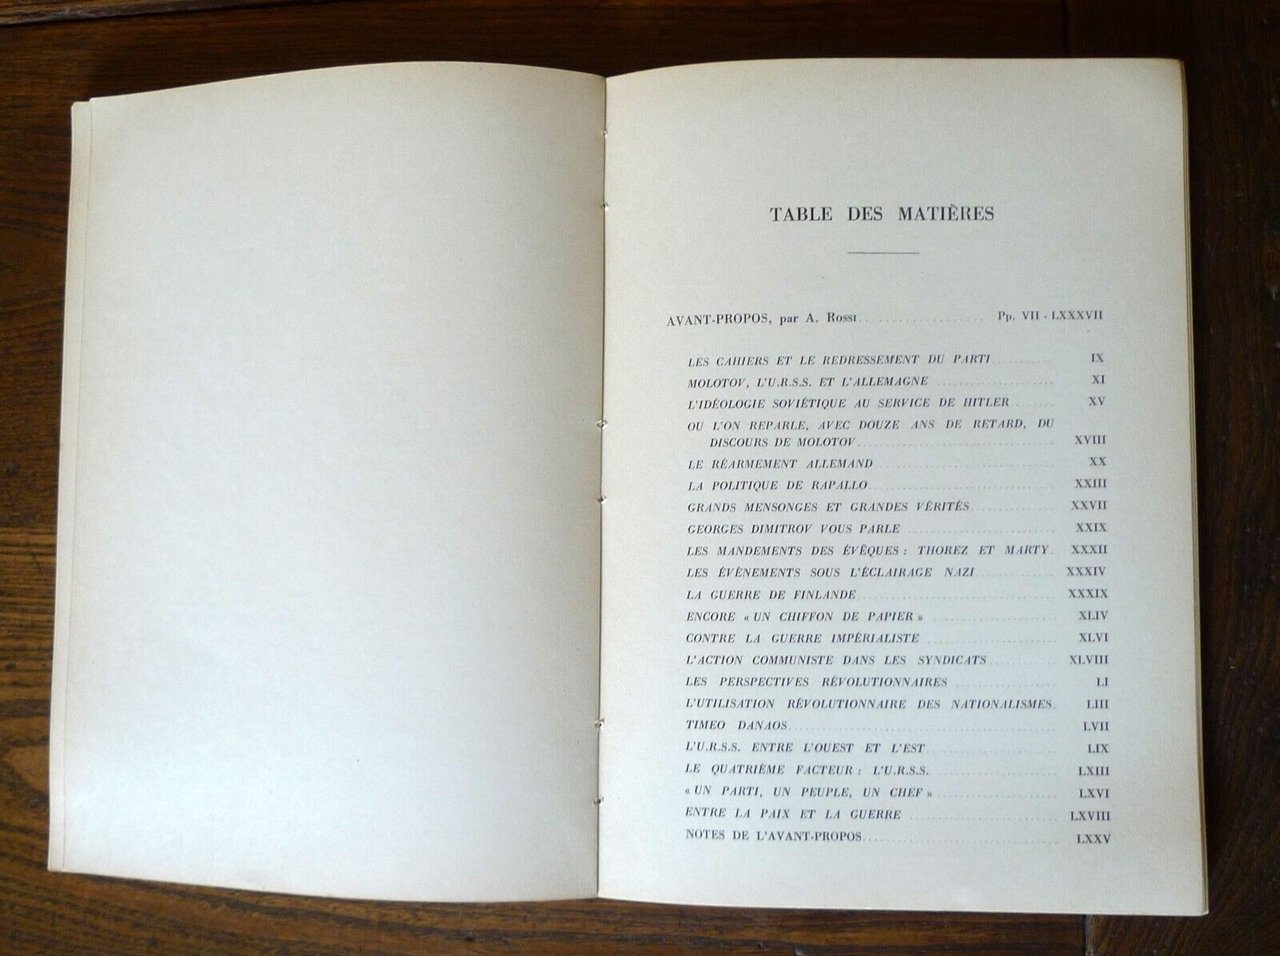 TABLE DES MATIÈRES
AVANT-PROPOS, par A. Rossi .................... Pp. VII - LXXXVII
LES CAHIERS ET LE REDRESSEMENT DU PARTI .......... IX
MOLOTOV, L'U.R.S.S. ET L'ALLEMAGNE .................... XI
L'IDÉOLOGIE SOVIÉTIQUE AU SERVICE DE HITLER ....... XV
OU L'ON REPARLE, AVEC DOUZE ANS DE RETARD, DU
DISCOURS DE MOLOTOV .............................. XVIII
LE RÉARMEMENT ALLEMAND ............................ XX
LA POLITIQUE DE RAPALLO ............................ XXIII
GRANDS MENSONGES ET GRANDES VÉRITÉS ............. XXVII
GEORGES DIMITROV VOUS PARLE ........................ XXIX
LES MANDEMENTS DES ÉVÊQUES : THOREZ ET MARTY. XXXII
LES ÉVÈNEMENTS SOUS L'ÉCLAIRAGE NAZI ............. XXXIV
LA GUERRE DE FINLANDE .............................. XXXIX
ENCORE « UN CHIFFON DE PAPIER » .................... XLIV
CONTRE LA GUERRE IMPÉRIALISTE ...................... XLVI
L'ACTION COMMUNISTE DANS LES SYNDICATS ........... XLVIII
LES PERSPECTIVES RÉVOLUTIONNAIRES ................ LI
L'UTILISATION RÉVOLUTIONNAIRE DES NATIONALISMES. LIII
TIMEO DANAOS ........................................ LVII
L'U.R.S.S. ENTRE L'OUEST ET L'EST .................... LIX
LE QUATRIÈME FACTEUR : L'U.R.S.S. .................... LXIII
« UN PARTI, UN PEUPLE, UN CHEF » .................... LXVI
ENTRE LA PAIX ET LA GUERRE ........................ LXVIII
NOTES DE L'AVANT-PROPOS ............................ LXXV